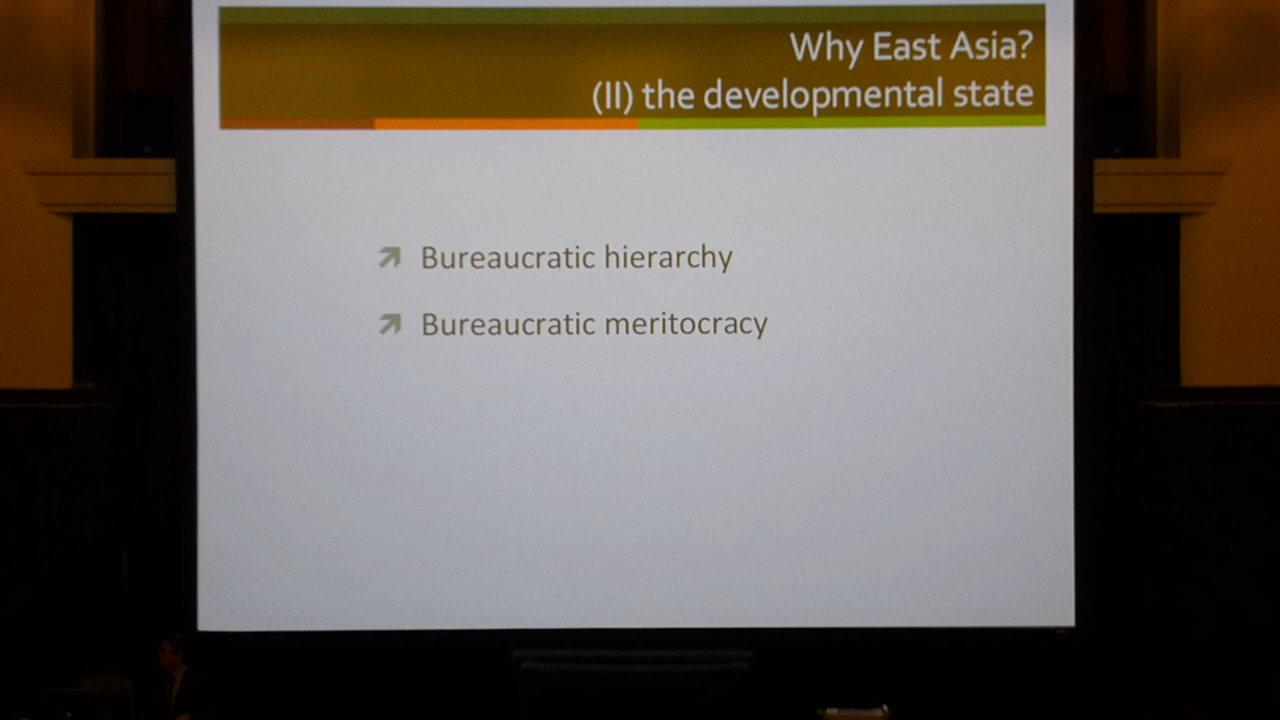 Why East Asia?
(II) the developmental state
Bureaucratic hierarchy
Bureaucratic meritocracy